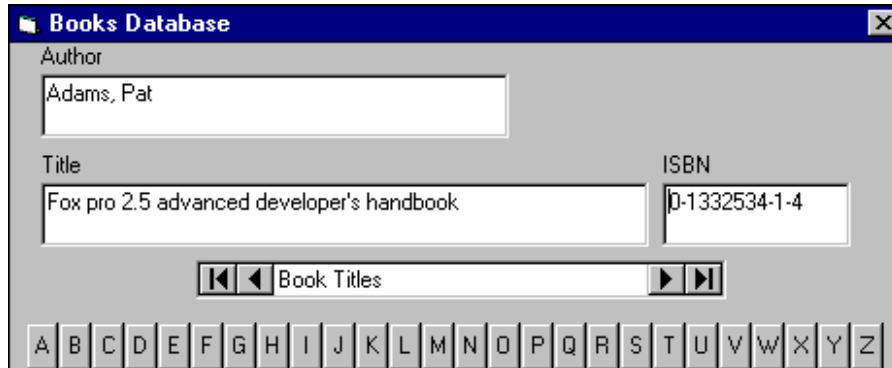 Books Database
Author
Adams, Pat
Title ISBN
Fox pro 2.5 advanced developer's handbook 0-1332534-1-4
Book Titles
A B C D E F G H I J K L M N O P Q R S T U V W X Y Z